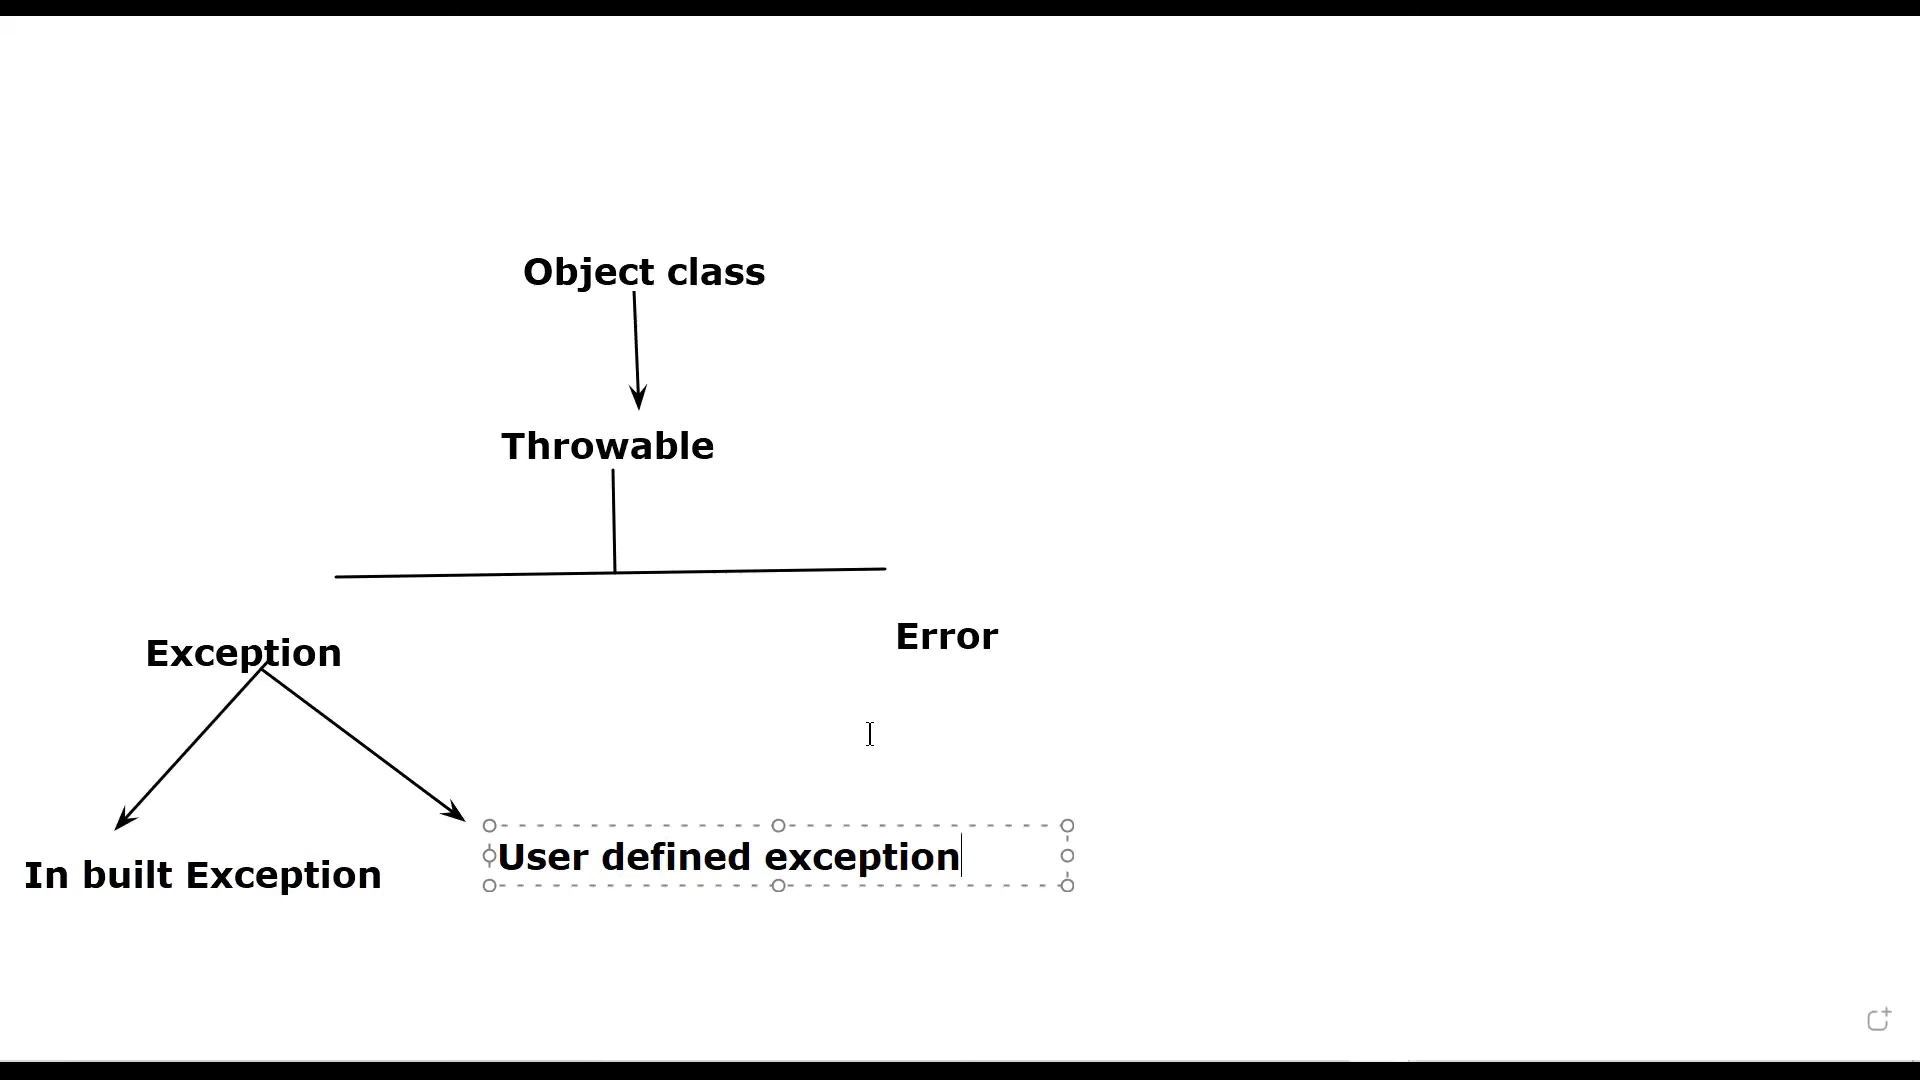 Object class
Throwable
Exception
Error
In built Exception
User defined exception